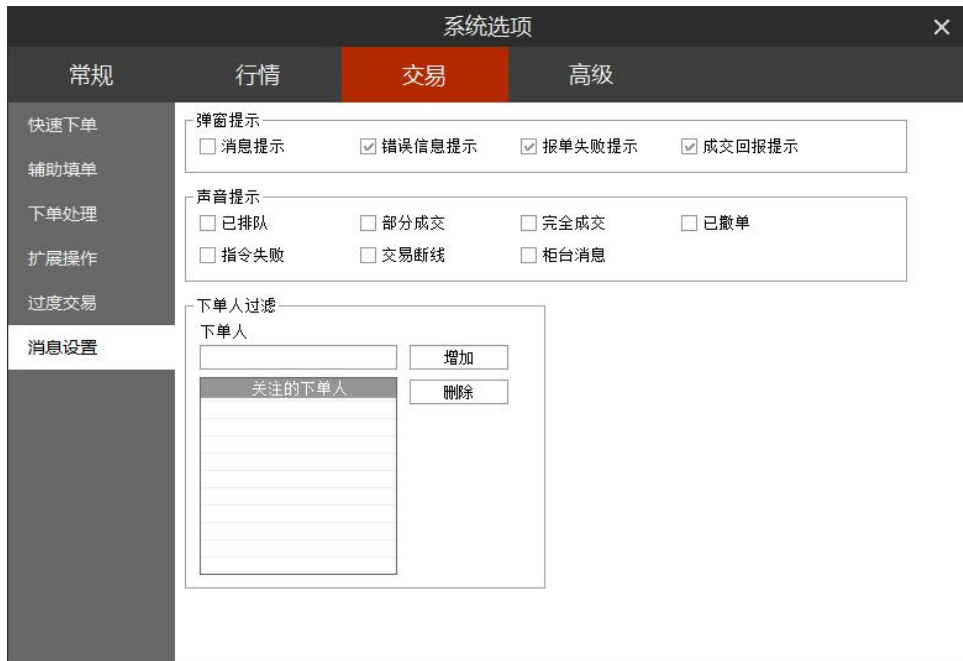 系统选项
常规 行情 交易 高级
快速下单
辅助填单
下单处理
扩展操作
过度交易
消息设置
弹窗提示
消息提示 错误信息提示 报单失败提示 成交回报提示
声音提示
已排队 部分成交 完全成交 已撤单
指令失败 交易断线 柜台消息
下单人过滤
下单人
增加
关注的下单人 删除